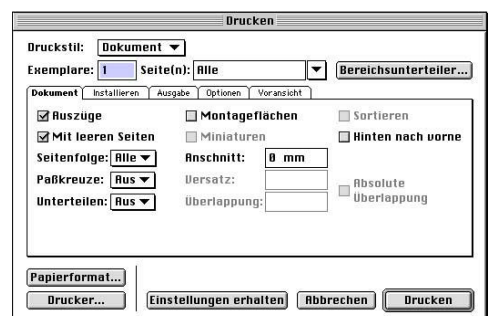 Drucken
Druckstil: Dokument
Exemplare: 1 Seite(n): Alle Bereichsunterteiler...
Dokument Installieren Ausgabe Optionen Voransicht
Auszüge Montageflächen Sortieren
Mit leeren Seiten Miniaturen Hinten nach vorne
Seitenfolge: Alle Anschnitt: 0 mm
Paßkreuze: Aus Versatz: Absolute
Unterteilen: Aus Überlappung: Überlappung
Papierformat...
Drucker... Einstellungen erhalten Abbrechen Drucken